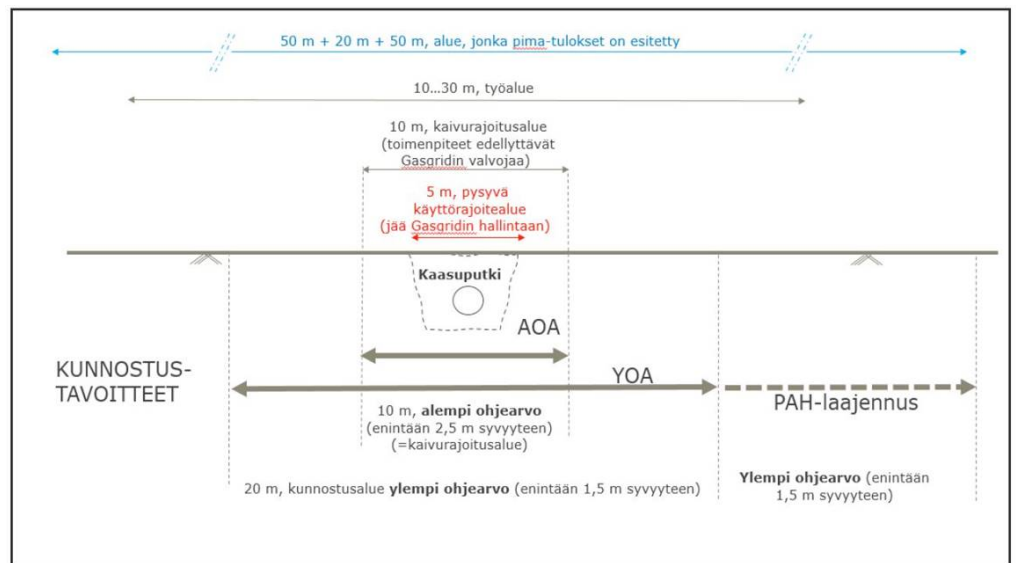 50 m + 20 m + 50 m, alue, jonka pima-tulokset on esitetty
10...30 m, työalue
10 m, kaivurajoitusalue
(toimenpiteet edellyttävät
Gasgridin valvojaa)
5 m, pysyvä
käyttörajoitealue
(jää Gasgridin hallintaan)
Kaasuputki
AOA
KUNNOSTUS-
TAVOITTEET
YOA
PAH-laajennus
10 m, alempi ohjearvo
(enintään 2,5 m syvyyteen)
(=kaivurajoitusalue)
20 m, kunnostusalue ylempi ohjearvo (enintään 1,5 m syvyyteen)
Ylempi ohjearvo (enintään
1,5 m syvyyteen)